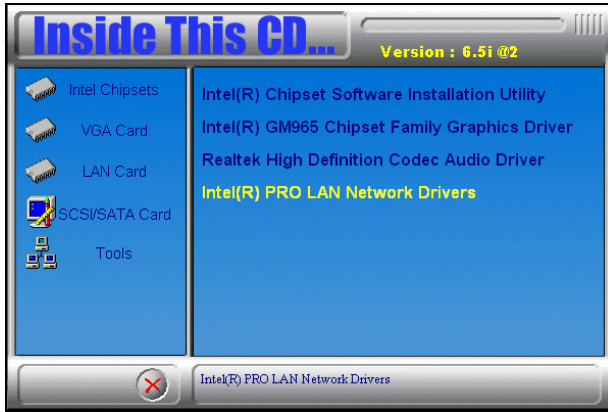 Inside This CD...
Version : 6.5i @2
Intel Chipsets
VGA Card
LAN Card
SCSI/SATA Card
Tools
Intel(R) Chipset Software Installation Utility
Intel(R) GM965 Chipset Family Graphics Driver
Realtek High Definition Codec Audio Driver
Intel(R) PRO LAN Network Drivers
Intel(R) PRO LAN Network Drivers